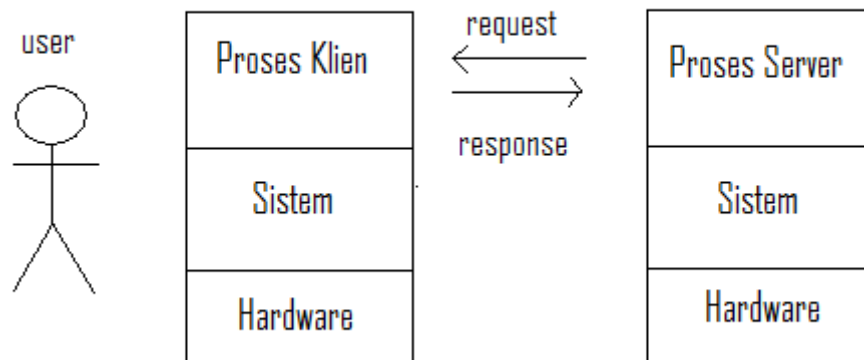 user
Proses Klien
Sistem
Hardware
request
response
Proses Server
Sistem
Hardware